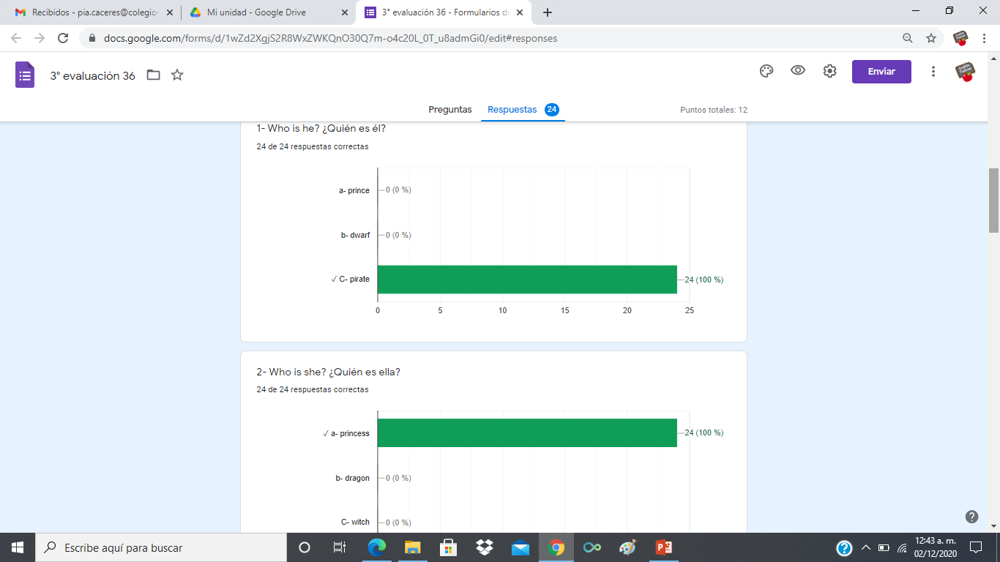 Recibidos - pia.caceres@colegio-
Mi unidad - Google Drive
3° evaluación 36 - Formularios de
docs.google.com/forms/d/1wZd2XgjS2R8WxZWKQnO30Q7m-o4c20L_0T_u8admGi0/edit#responses
3° evaluación 36
Enviar
Preguntas
Respuestas 24
Puntos totales: 12
1- Who is he? ¿Quién es él?
24 de 24 respuestas correctas
a- prince
0 (0 %)
b- dwarf
0 (0 %)
✓ C- pirate
24 (100 %)
0 5 10 15 20 25
2- Who is she? ¿Quién es ella?
24 de 24 respuestas correctas
✓ a- princess
24 (100 %)
b- dragon
0 (0 %)
C- witch
0 (0 %)
Escribe aquí para buscar
12:43 a. m.
02/12/2020